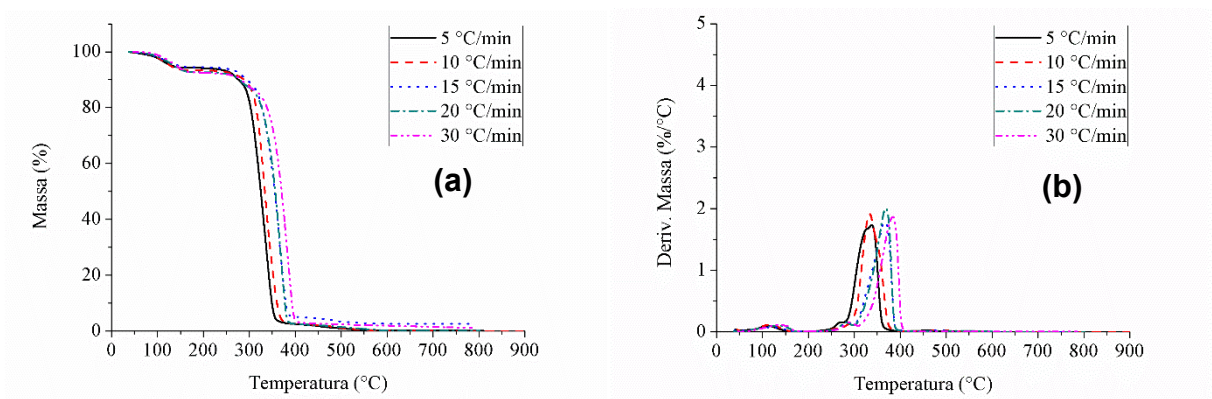 100
80
60
40
20
0
Massa (%)
0 100 200 300 400 500 600 700 800 900
Temperatura (°C)
5 °C/min
10 °C/min
15 °C/min
20 °C/min
30 °C/min
(a)
5
4
3
2
1
0
Deriv. Massa (%/°C)
0 100 200 300 400 500 600 700 800 900
Temperatura (°C)
5 °C/min
10 °C/min
15 °C/min
20 °C/min
30 °C/min
(b)